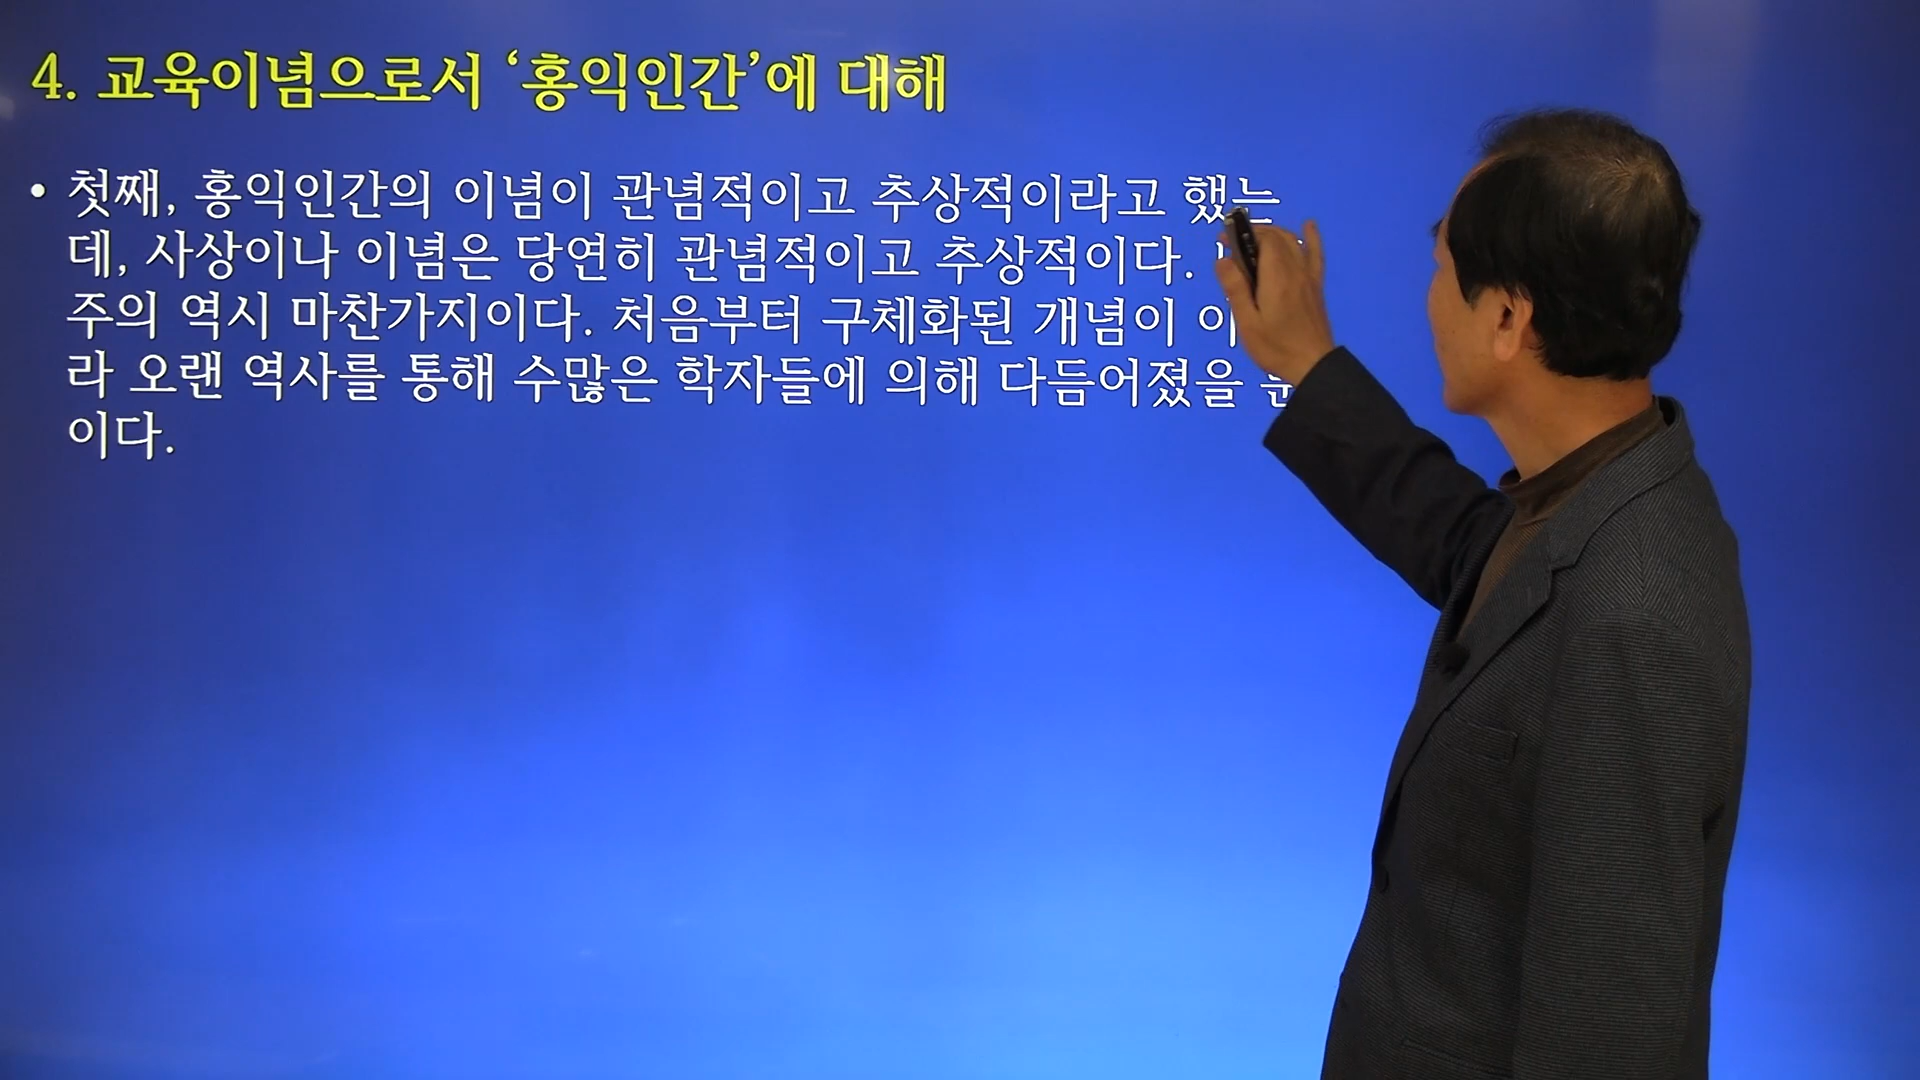 4. 교육이념으로서 ‘홍익인간’에 대해
• 첫째, 홍익인간의 이념이 관념적이고 추상적이라고 했는
데, 사상이나 이념은 당연히 관념적이고 추상적이다.
주의 역시 마찬가지이다. 처음부터 구체화된 개념이
라 오랜 역사를 통해 수많은 학자들에 의해 다듬어졌을
이다.